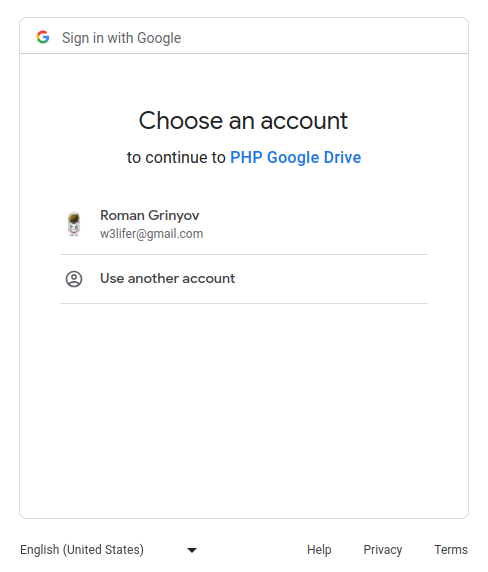 Sign in with Google
Choose an account
to continue to PHP Google Drive
Roman Grinyov
w3lifer@gmail.com
Use another account
English (United States) Help Privacy Terms